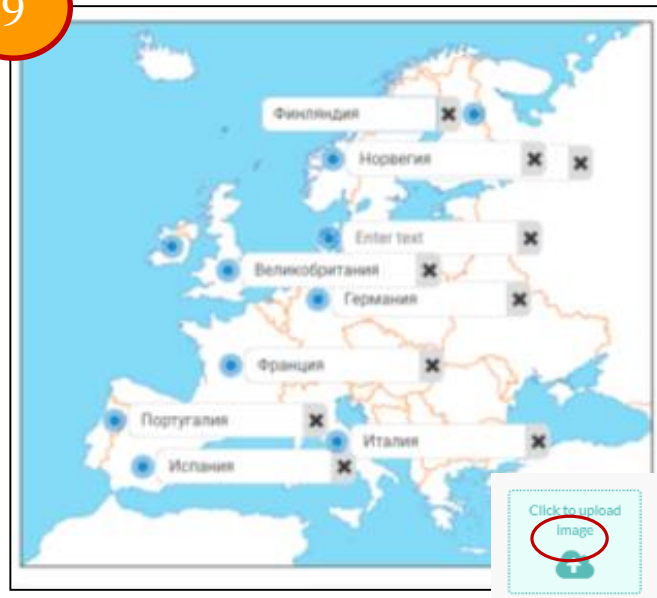 9
Финляндия
Норвегия
Enter text
Великобритания
Германия
Франция
Португалия
Италия
Испания
Click to upload
image